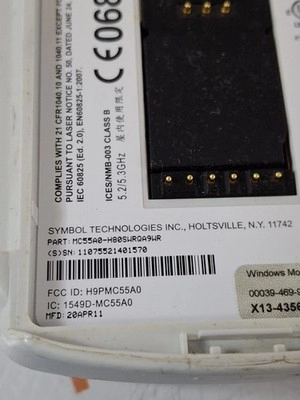 COMPLIES WITH 21 CFR1040.10 AND 1040.11 EXCEPT
PURSUANT TO LASER NOTICE NO. 50, DATED JUNE 24,
IEC 60825 (Ed. 2.0), EN60825-1:2007.
CE068
ICES/NMB-003 CLASS B
屋内使用限定
5.2/5.3GHz
SYMBOL TECHNOLOGIES INC., HOLTSVILLE, N.Y. 11742
PART: MC55A0-H80SWRQA9WR
(S)SN: 11075521401570
FCC ID: H9PMC55A0
IC: 1549D-MC55A0
MFD: 20APR11
Windows Mo
00039-469-9
X13-4356